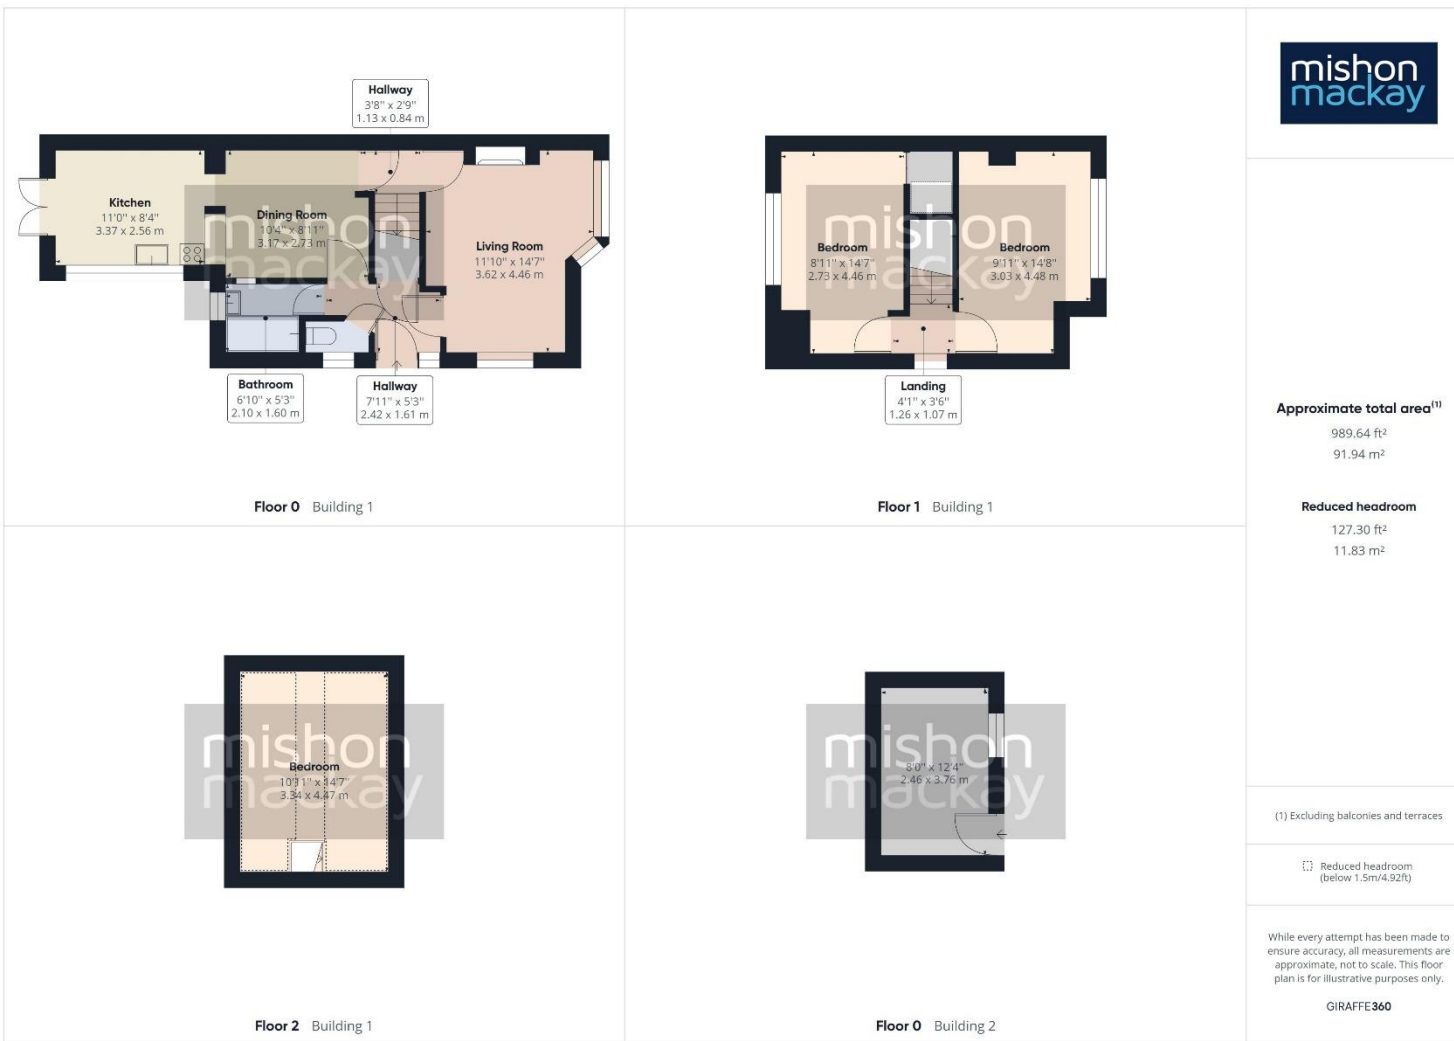 Hallway
3'8" x 2'9"
1.13 x 0.84 m
Kitchen
11'0" x 8'4"
3.37 x 2.56 m
Dining Room
10'4" x 8'11"
3.17 x 2.73 m
Living Room
11'10" x 14'7"
3.62 x 4.46 m
Bathroom
6'10" x 5'3"
2.10 x 1.60 m
Hallway
7'11" x 5'3"
2.42 x 1.61 m
mishon
mackay
Floor 0 Building 1
Bedroom
8'11" x 14'7"
2.73 x 4.46 m
Bedroom
9'11" x 14'8"
3.03 x 4.48 m
Landing
4'1" x 3'6"
1.26 x 1.07 m
mishon
mackay
Floor 1 Building 1
Bedroom
10'11" x 14'7"
3.34 x 4.47 m
mishon
mackay
Floor 2 Building 1
8'0" x 12'4"
2.46 x 3.76 m
mishon
mackay
Floor 0 Building 2
mishon
mackay
Approximate total area(1)
989.64 ft²
91.94 m²
Reduced headroom
127.30 ft²
11.83 m²
(1) Excluding balconies and terraces
Reduced headroom
(below 1.5m/4.92ft)
While every attempt has been made to
ensure accuracy, all measurements are
approximate, not to scale. This floor
plan is for illustrative purposes only.
GIRAFFE360